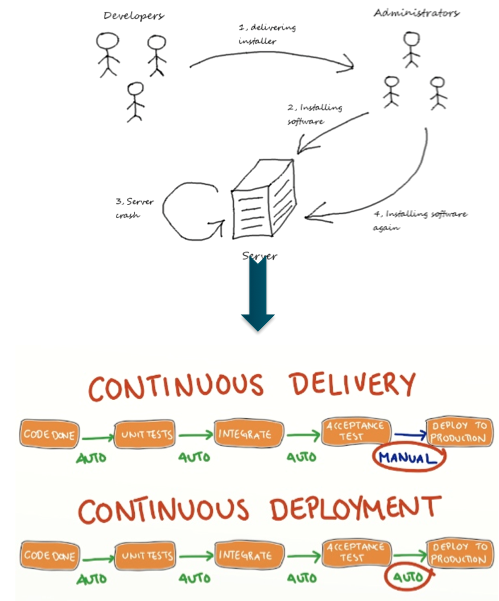 Developers
Administrators
1, delivering
installer
2, Installing
software
3, Server
crash
4, Installing software
again
Server
CONTINUOUS DELIVERY
CODE DONE
UNIT TESTS
INTEGRATE
ACCEPTANCE
TEST
DEPLOY TO
PRODUCTION
AUTO
AUTO
AUTO
MANUAL
CONTINUOUS DEPLOYMENT
CODE DONE
UNIT TESTS
INTEGRATE
ACCEPTANCE
TEST
DEPLOY TO
PRODUCTION
AUTO
AUTO
AUTO
AUTO